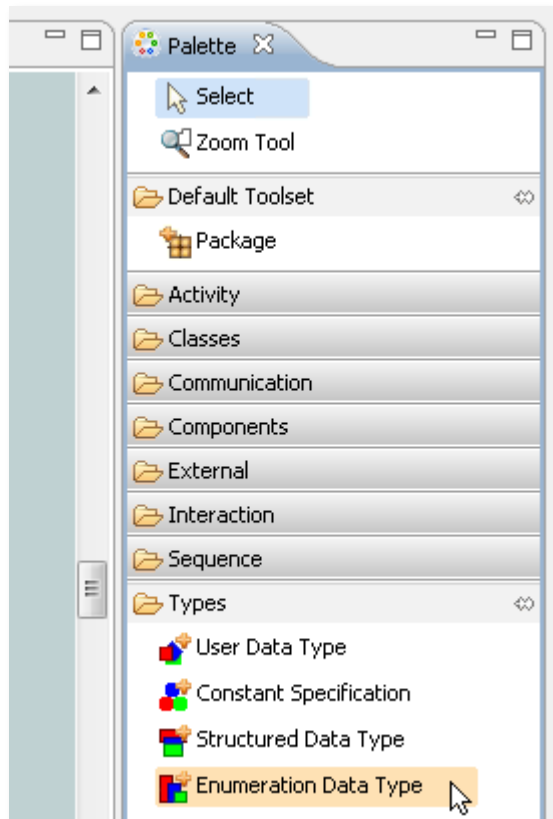 Palette
Select
Zoom Tool
Default Toolset
Package
Activity
Classes
Communication
Components
External
Interaction
Sequence
Types
User Data Type
Constant Specification
Structured Data Type
Enumeration Data Type